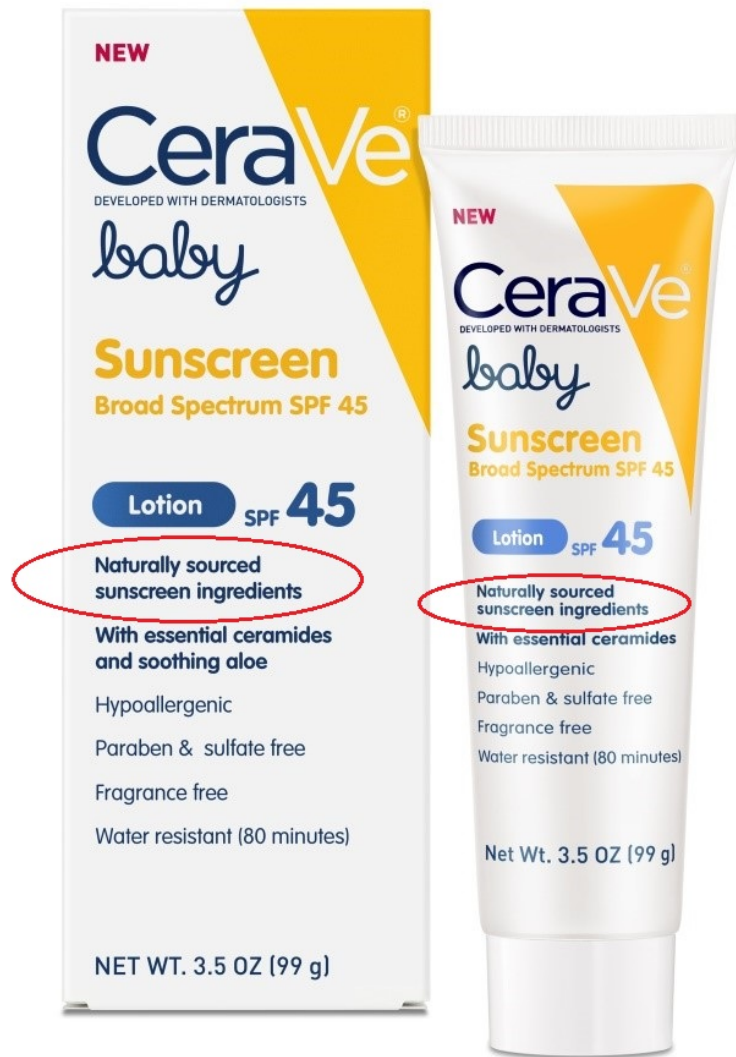 NEW
CeraVe®
DEVELOPED WITH DERMATOLOGISTS
baby
Sunscreen
Broad Spectrum SPF 45
Lotion SPF 45
Naturally sourced
sunscreen ingredients
With essential ceramides
and soothing aloe
Hypoallergenic
Paraben & sulfate free
Fragrance free
Water resistant (80 minutes)
NET WT. 3.5 OZ (99 g)
NEW
CeraVe®
DEVELOPED WITH DERMATOLOGISTS
baby
Sunscreen
Broad Spectrum SPF 45
Lotion SPF 45
Naturally sourced
sunscreen ingredients
With essential ceramides
Hypoallergenic
Paraben & sulfate free
Fragrance free
Water resistant (80 minutes)
Net Wt. 3.5 OZ (99 g)